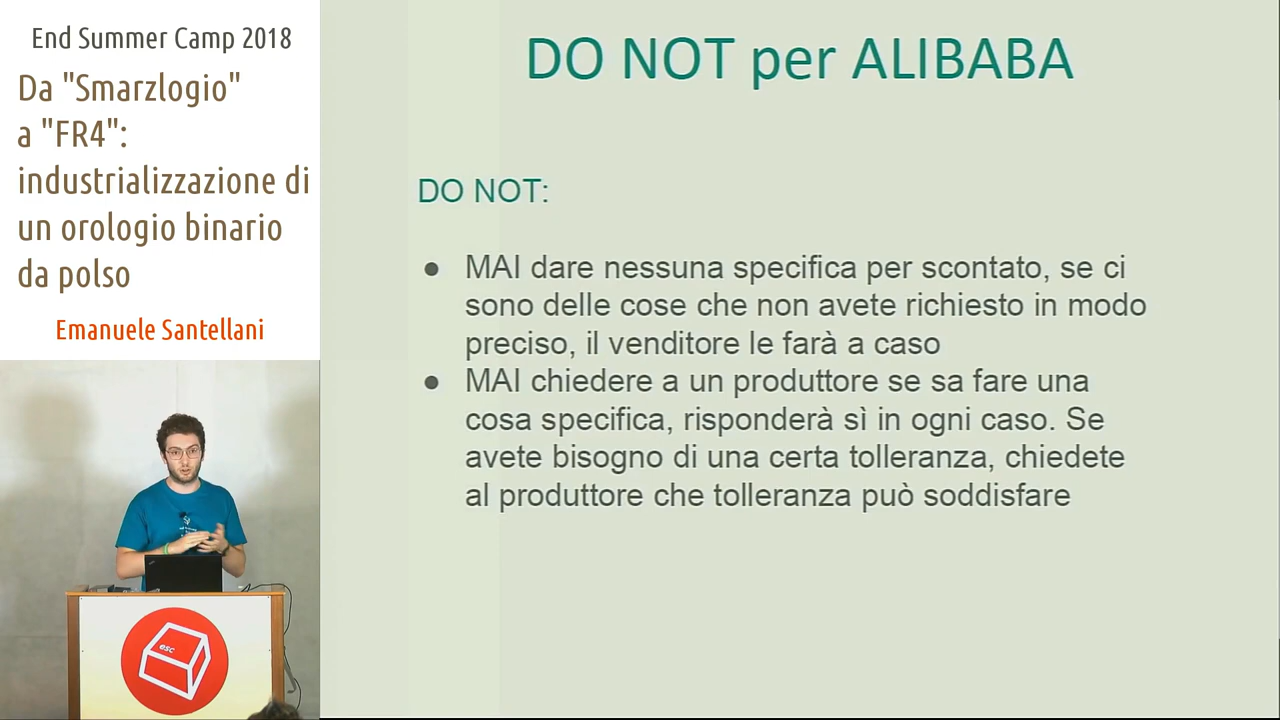 End Summer Camp 2018
Da "Smarzlogio"
a "FR4":
industrializzazione di
un orologio binario
da polso
Emanuele Santellani
DO NOT per ALIBABA
DO NOT:
● MAI dare nessuna specifica per scontato, se ci
sono delle cose che non avete richiesto in modo
preciso, il venditore le farà a caso
● MAI chiedere a un produttore se sa fare una
cosa specifica, risponderà sì in ogni caso. Se
avete bisogno di una certa tolleranza, chiedete
al produttore che tolleranza può soddisfare
esc